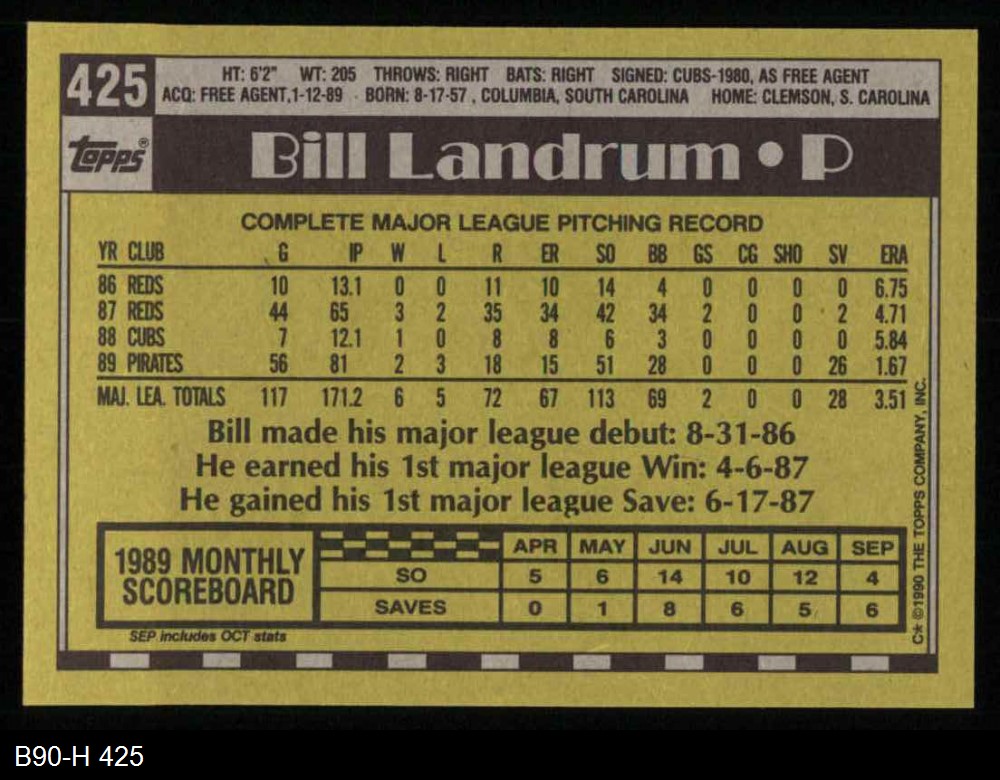 425
HT: 6'2" WT: 205 THROWS: RIGHT BATS: RIGHT SIGNED: CUBS-1980, AS FREE AGENT
ACQ: FREE AGENT,1-12-89 BORN: 8-17-57 , COLUMBIA, SOUTH CAROLINA HOME: CLEMSON, S. CAROLINA
topps®
Bill Landrum • P
COMPLETE MAJOR LEAGUE PITCHING RECORD
YR CLUB G IP W L R ER SO BB GS CG SHO SV ERA
86 REDS 10 13.1 0 0 11 10 14 4 0 0 0 0 6.75
87 REDS 44 65 3 2 35 34 42 34 2 0 0 2 4.71
88 CUBS 7 12.1 1 0 8 8 6 3 0 0 0 0 5.84
89 PIRATES 56 81 2 3 18 15 51 28 0 0 0 26 1.67
MAJ. LEA. TOTALS 117 171.2 6 5 72 67 113 69 2 0 0 28 3.51
Bill made his major league debut: 8-31-86
He earned his 1st major league Win: 4-6-87
He gained his 1st major league Save: 6-17-87
1989 MONTHLY
SCOREBOARD
APR MAY JUN JUL AUG SEP
SO 5 6 14 10 12 4
SAVES 0 1 8 6 5 6
SEP includes OCT stats
C* ©1990 THE TOPPS COMPANY, INC.
B90-H 425